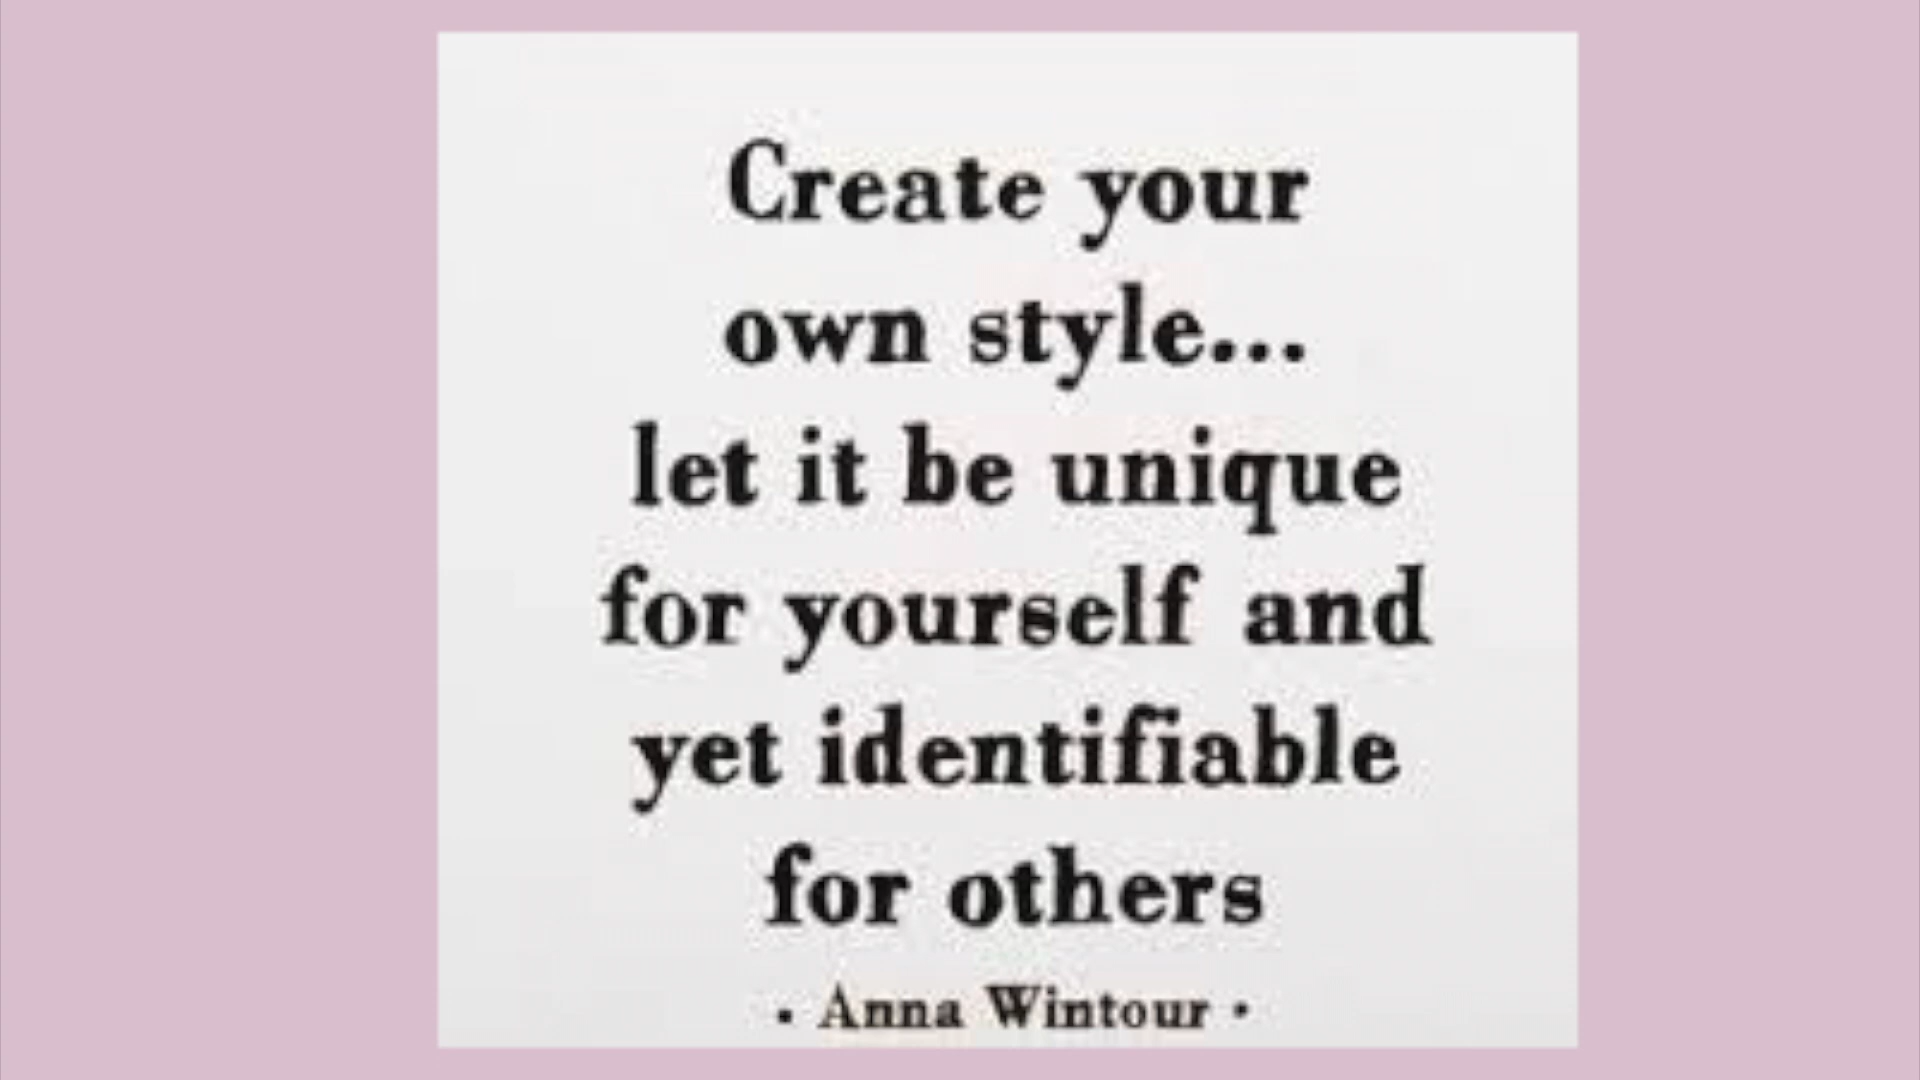 Create your
own style...
let it be unique
for yourself and
yet identifiable
for others
• Anna Wintour •